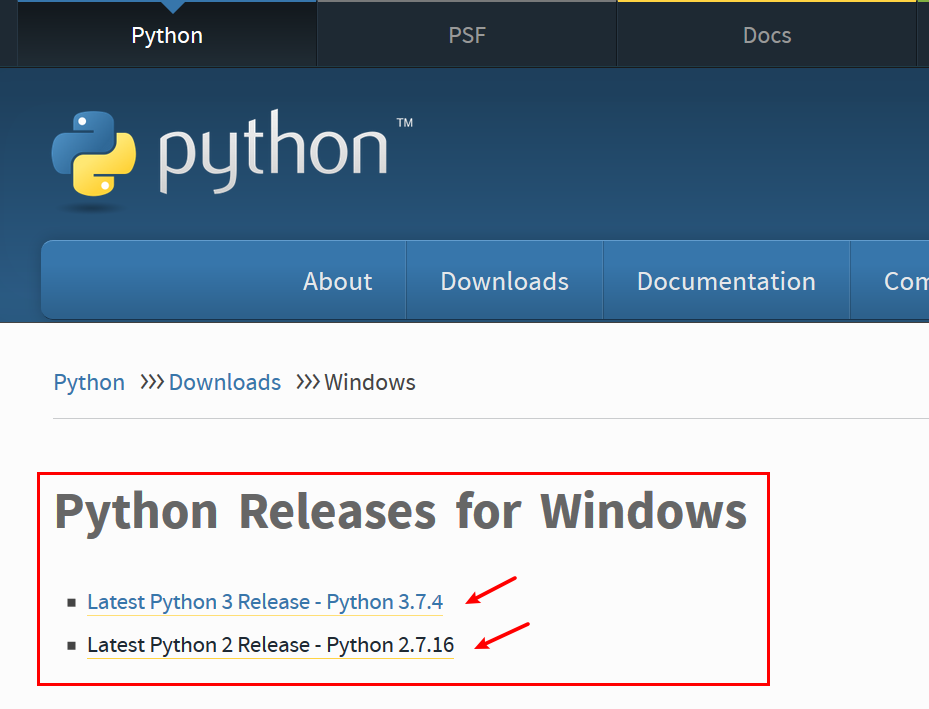 Python PSF Docs
python™
About Downloads Documentation
Python >>> Downloads >>> Windows
Python Releases for Windows
Latest Python 3 Release - Python 3.7.4
Latest Python 2 Release - Python 2.7.16